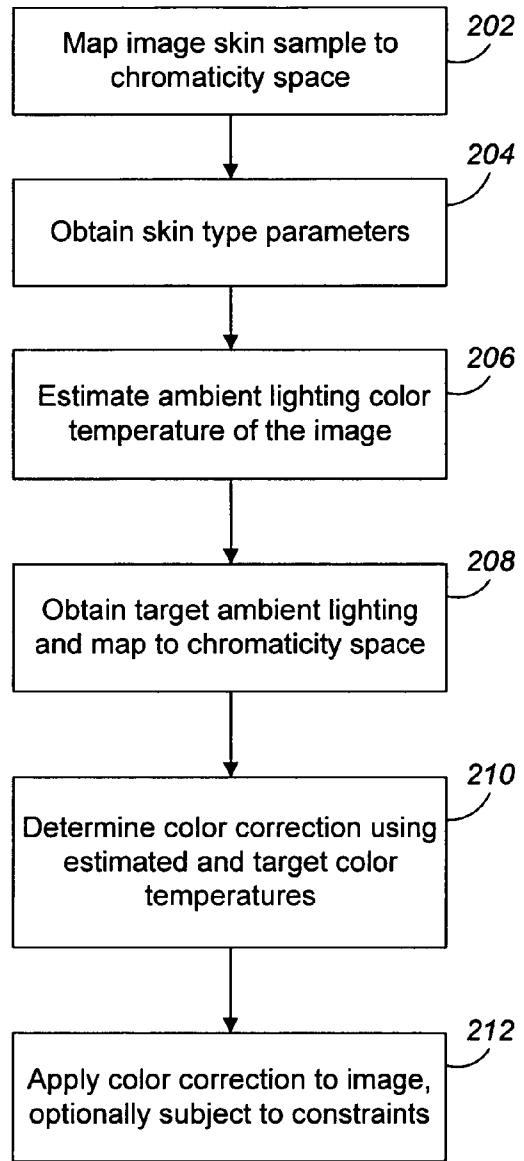 202
Map image skin sample to
chromaticity space
204
Obtain skin type parameters
206
Estimate ambient lighting color
temperature of the image
208
Obtain target ambient lighting
and map to chromaticity space
210
Determine color correction using
estimated and target color
temperatures
212
Apply color correction to image,
optionally subject to constraints